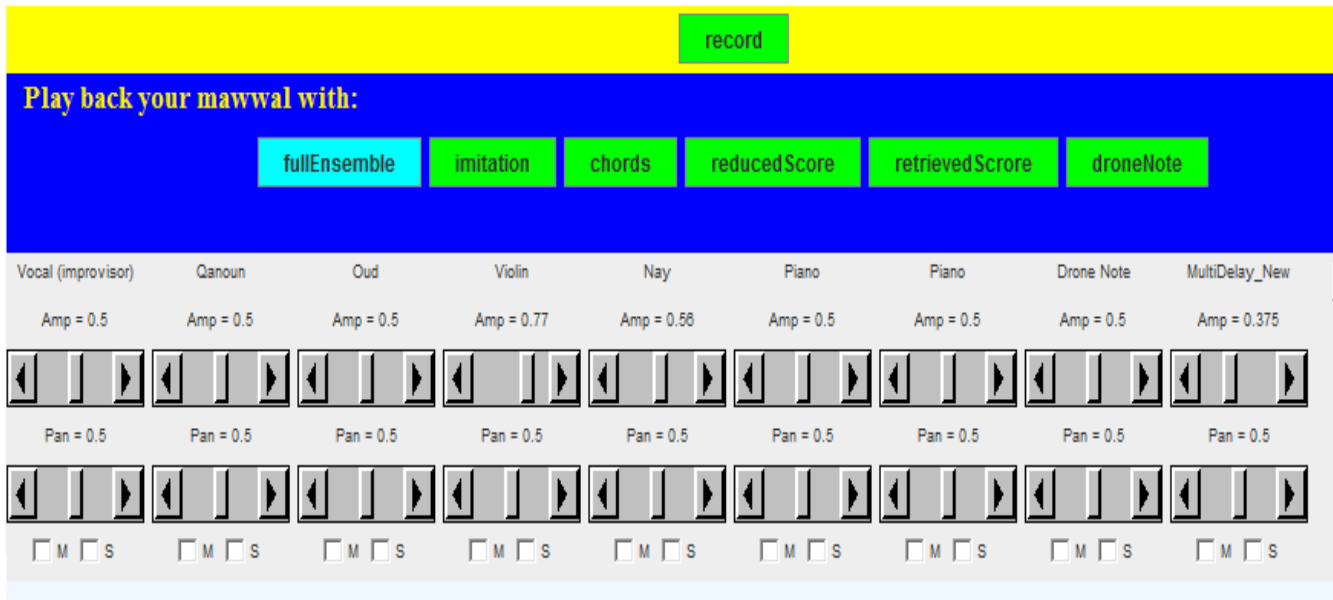 record
Play back your mawwal with:
fullEnsemble imitation chords reducedScore retrievedScrore droneNote
Vocal (improvisor) Qanoun Oud Violin Nay Piano Piano Drone Note MultiDelay_New
Amp = 0.5 Amp = 0.5 Amp = 0.5 Amp = 0.77 Amp = 0.56 Amp = 0.5 Amp = 0.5 Amp = 0.5 Amp = 0.375
Pan = 0.5 Pan = 0.5 Pan = 0.5 Pan = 0.5 Pan = 0.5 Pan = 0.5 Pan = 0.5 Pan = 0.5 Pan = 0.5
M S M S M S M S M S M S M S M S M S